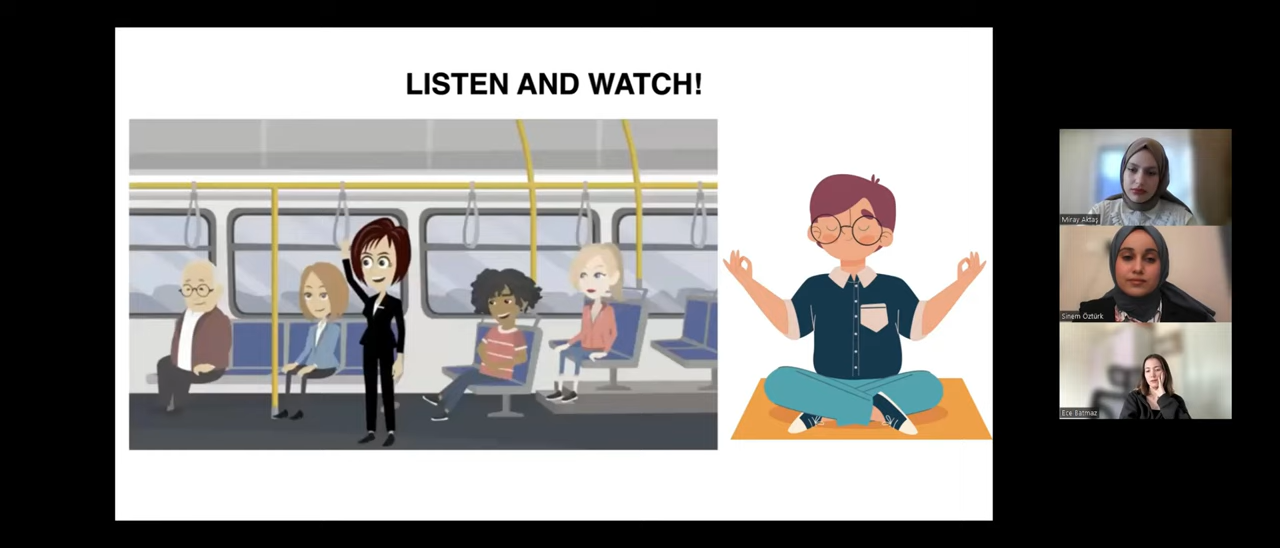 LISTEN AND WATCH!
Miray Aktaş
Sinem Öztürk
Ece Batmaz